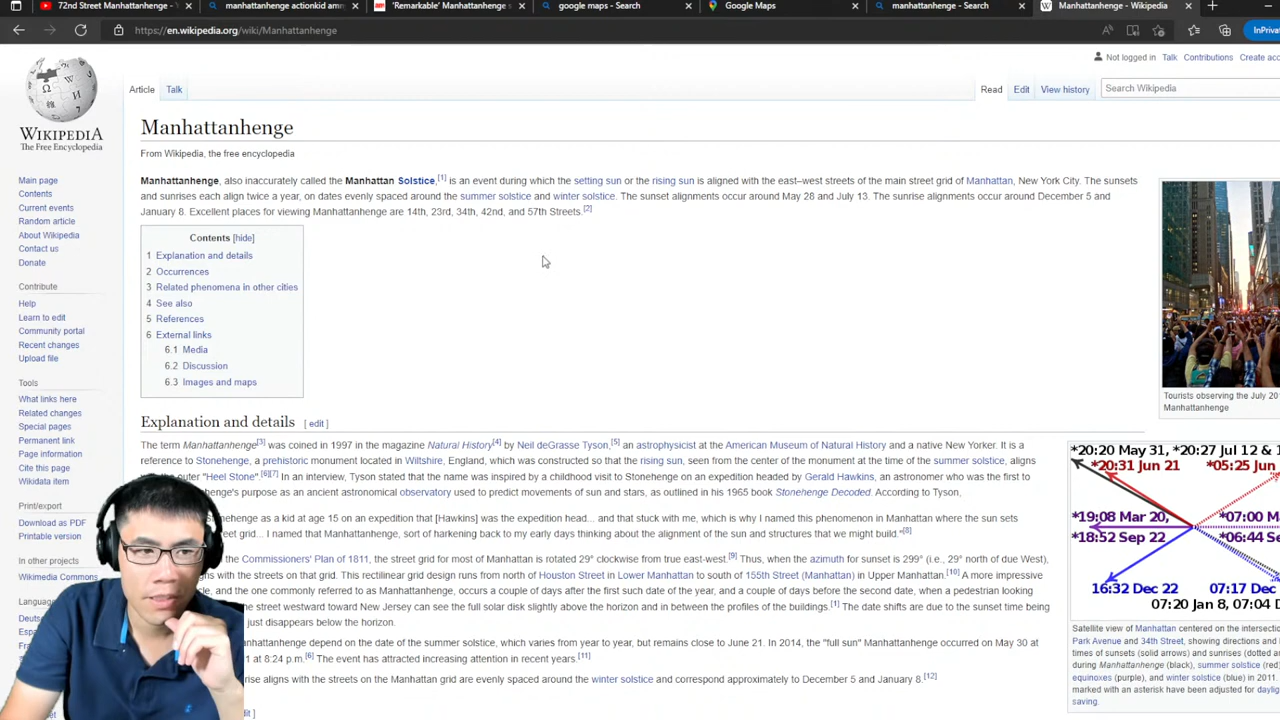 72nd Street Manhattanhenge -
manhattanhenge actionkid am
'Remarkable' Manhattanhenge -
google maps - Search
Google Maps
manhattanhenge - Search
Manhattanhenge - Wikipedia
https://en.wikipedia.org/wiki/Manhattanhenge
InPriva
Not logged in Talk Contributions Create acc
Article Talk
Read Edit View history
Search Wikipedia
WIKIPEDIA
The Free Encyclopedia
Main page
Contents
Current events
Random article
About Wikipedia
Contact us
Donate
Contribute
Help
Learn to edit
Community portal
Recent changes
Upload file
Tools
What links here
Related changes
Special pages
Permanent link
Page information
Cite this page
Wikidata item
Print/export
Download as PDF
Printable version
In other projects
Wikimedia Commons
Languag
Deuts
Espa
Fra
Manhattanhenge
From Wikipedia, the free encyclopedia
Manhattanhenge, also inaccurately called the Manhattan Solstice,[1] is an event during which the setting sun or the rising sun is aligned with the east–west streets of the main street grid of Manhattan, New York City. The sunsets
and sunrises each align twice a year, on dates evenly spaced around the summer solstice and winter solstice. The sunset alignments occur around May 28 and July 13. The sunrise alignments occur around December 5 and
January 8. Excellent places for viewing Manhattanhenge are 14th, 23rd, 34th, 42nd, and 57th Streets.[2]
Contents [hide]
1 Explanation and details
2 Occurrences
3 Related phenomena in other cities
4 See also
5 References
6 External links
6.1 Media
6.2 Discussion
6.3 Images and maps
Explanation and details [ edit ]
The term Manhattanhenge[3] was coined in 1997 in the magazine Natural History[4] by Neil deGrasse Tyson,[5] an astrophysicist at the American Museum of Natural History and a native New Yorker. It is a
reference to Stonehenge, a prehistoric monument located in Wiltshire, England, which was constructed so that the rising sun, seen from the center of the monument at the time of the summer solstice, aligns
outer "Heel Stone".[6][7] In an interview, Tyson stated that the name was inspired by a childhood visit to Stonehenge on an expedition headed by Gerald Hawkins, an astronomer who was the first to
henge's purpose as an ancient astronomical observatory used to predict movements of sun and stars, as outlined in his 1965 book Stonehenge Decoded. According to Tyson,
onehenge as a kid at age 15 on an expedition that [Hawkins] was the expedition head... and that stuck with me, which is why I named this phenomenon in Manhattan where the sun sets
eet grid... I named that Manhattanhenge, sort of harkening back to my early days thinking about the alignment of the sun and structures that we might build."[8]
the Commissioners' Plan of 1811, the street grid for most of Manhattan is rotated 29° clockwise from true east-west.[9] Thus, when the azimuth for sunset is 299° (i.e., 29° north of due West),
igns with the streets on that grid. This rectilinear grid design runs from north of Houston Street in Lower Manhattan to south of 155th Street (Manhattan) in Upper Manhattan.[10] A more impressive
e, and the one commonly referred to as Manhattanhenge, occurs a couple of days after the first such date of the year, and a couple of days before the second date, when a pedestrian looking
the street westward toward New Jersey can see the full solar disk slightly above the horizon and in between the profiles of the buildings.[1] The date shifts are due to the sunset time being
just disappears below the horizon.
anhattanhenge depend on the date of the summer solstice, which varies from year to year, but remains close to June 21. In 2014, the "full sun" Manhattanhenge occurred on May 30 at
1 at 8:24 p.m.[6] The event has attracted increasing attention in recent years.[11]
rise aligns with the streets on the Manhattan grid are evenly spaced around the winter solstice and correspond approximately to December 5 and January 8.[12]
Tourists observing the July 20
Manhattanhenge
*20:20 May 31, *20:27 Jul 12 & 1
*20:31 Jun 21 *05:25 Jun
*19:08 Mar 20, *07:00 M
*18:52 Sep 22 *06:44 Se
16:32 Dec 22 07:17 Dec
07:20 Jan 8, 07:04 D
Satellite view of Manhattan centered on the intersectio
Park Avenue and 34th Street, showing directions and
times of sunsets (solid arrows) and sunrises (dotted ar
during Manhattanhenge (black), summer solstice (red)
equinoxes (purple), and winter solstice (blue) in 2011.
marked with an asterisk have been adjusted for dayligh
saving.